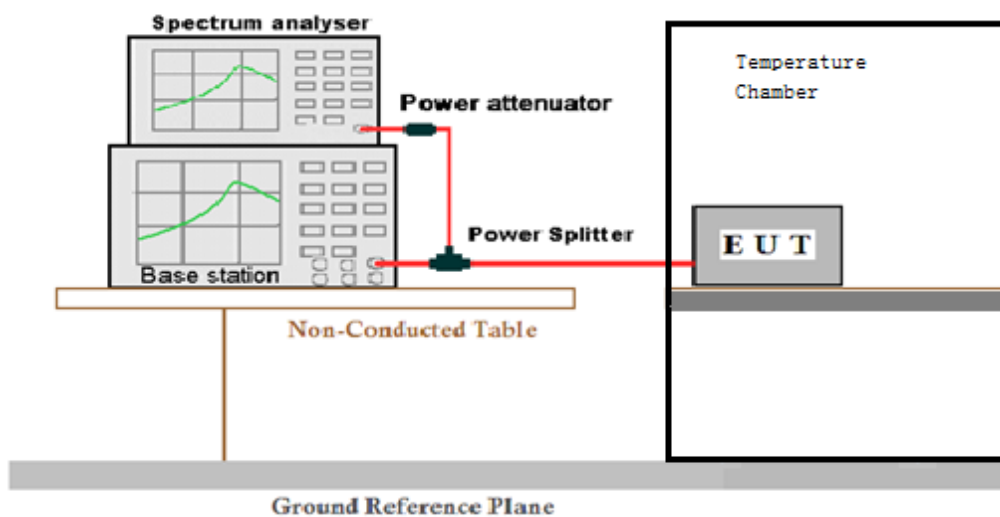 Spectrum analyser
Temperature
Chamber
Power attenuator
Power Splitter
E U T
Base station
Non-Conducted Table
Ground Reference Plane